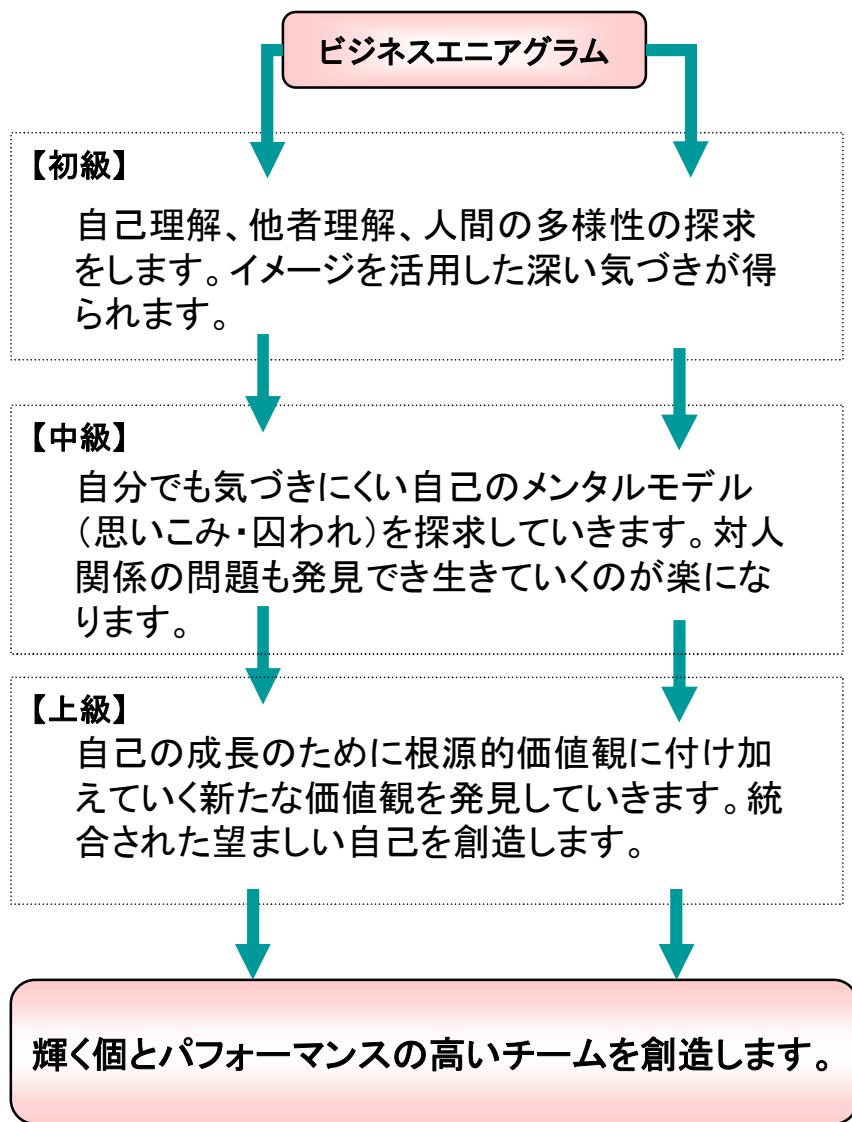 ビジネスエニアグラム
【初級】
自己理解、他者理解、人間の多様性の探求
をします。イメージを活用した深い気づきが得
られます。
【中級】
自分でも気づきにくい自己のメンタルモデル
（思いこみ・囚われ）を探求していきます。対人
関係の問題も発見でき生きていくのが楽にな
ります。
【上級】
自己の成長のために根源的価値観に付け加
えていく新たな価値観を発見していきます。統
合された望ましい自己を創造します。
輝く個とパフォーマンスの高いチームを創造します。